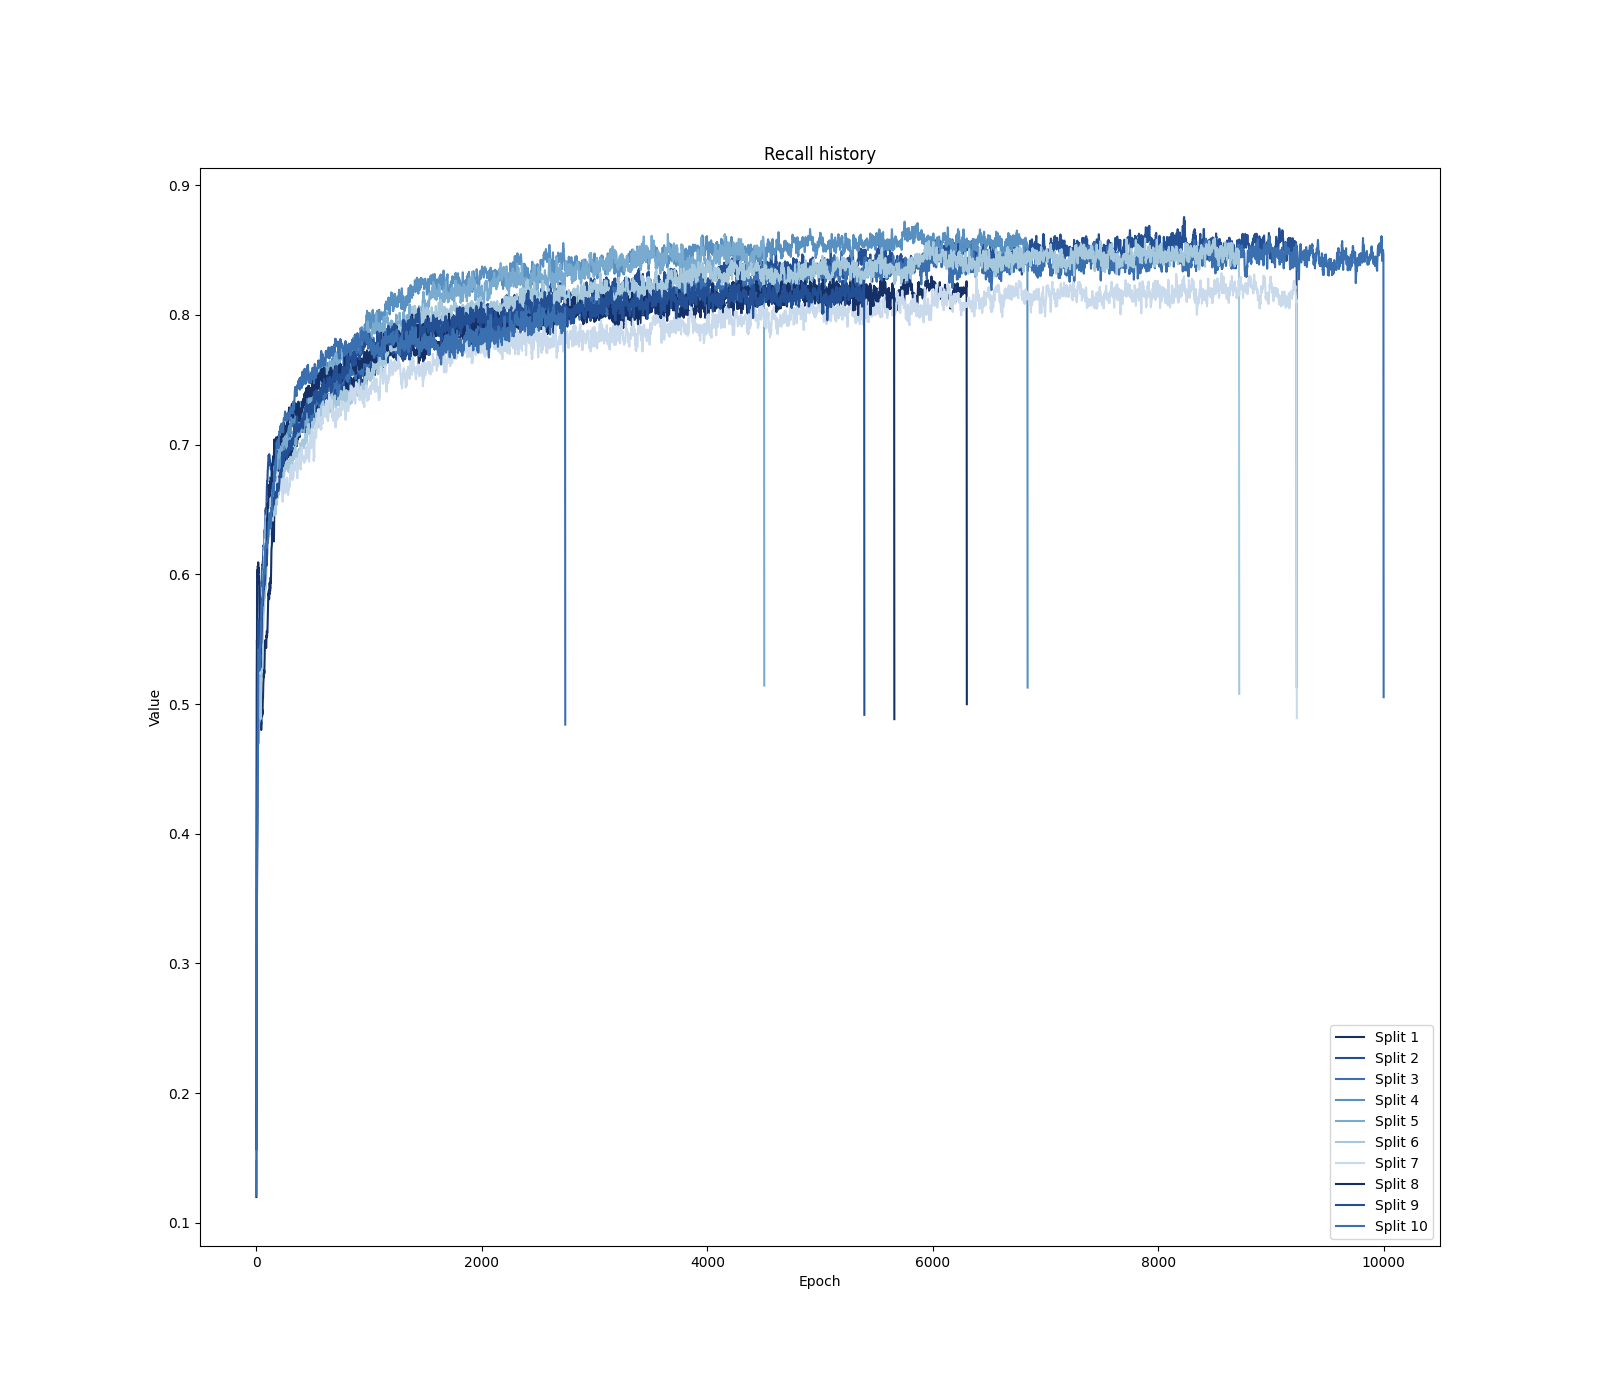 Recall history
0.9
0.8
0.7
0.6
0.5
0.4
0.3
0.2
0.1
Value
0 2000 4000 6000 8000 10000
Epoch
Split 1
Split 2
Split 3
Split 4
Split 5
Split 6
Split 7
Split 8
Split 9
Split 10